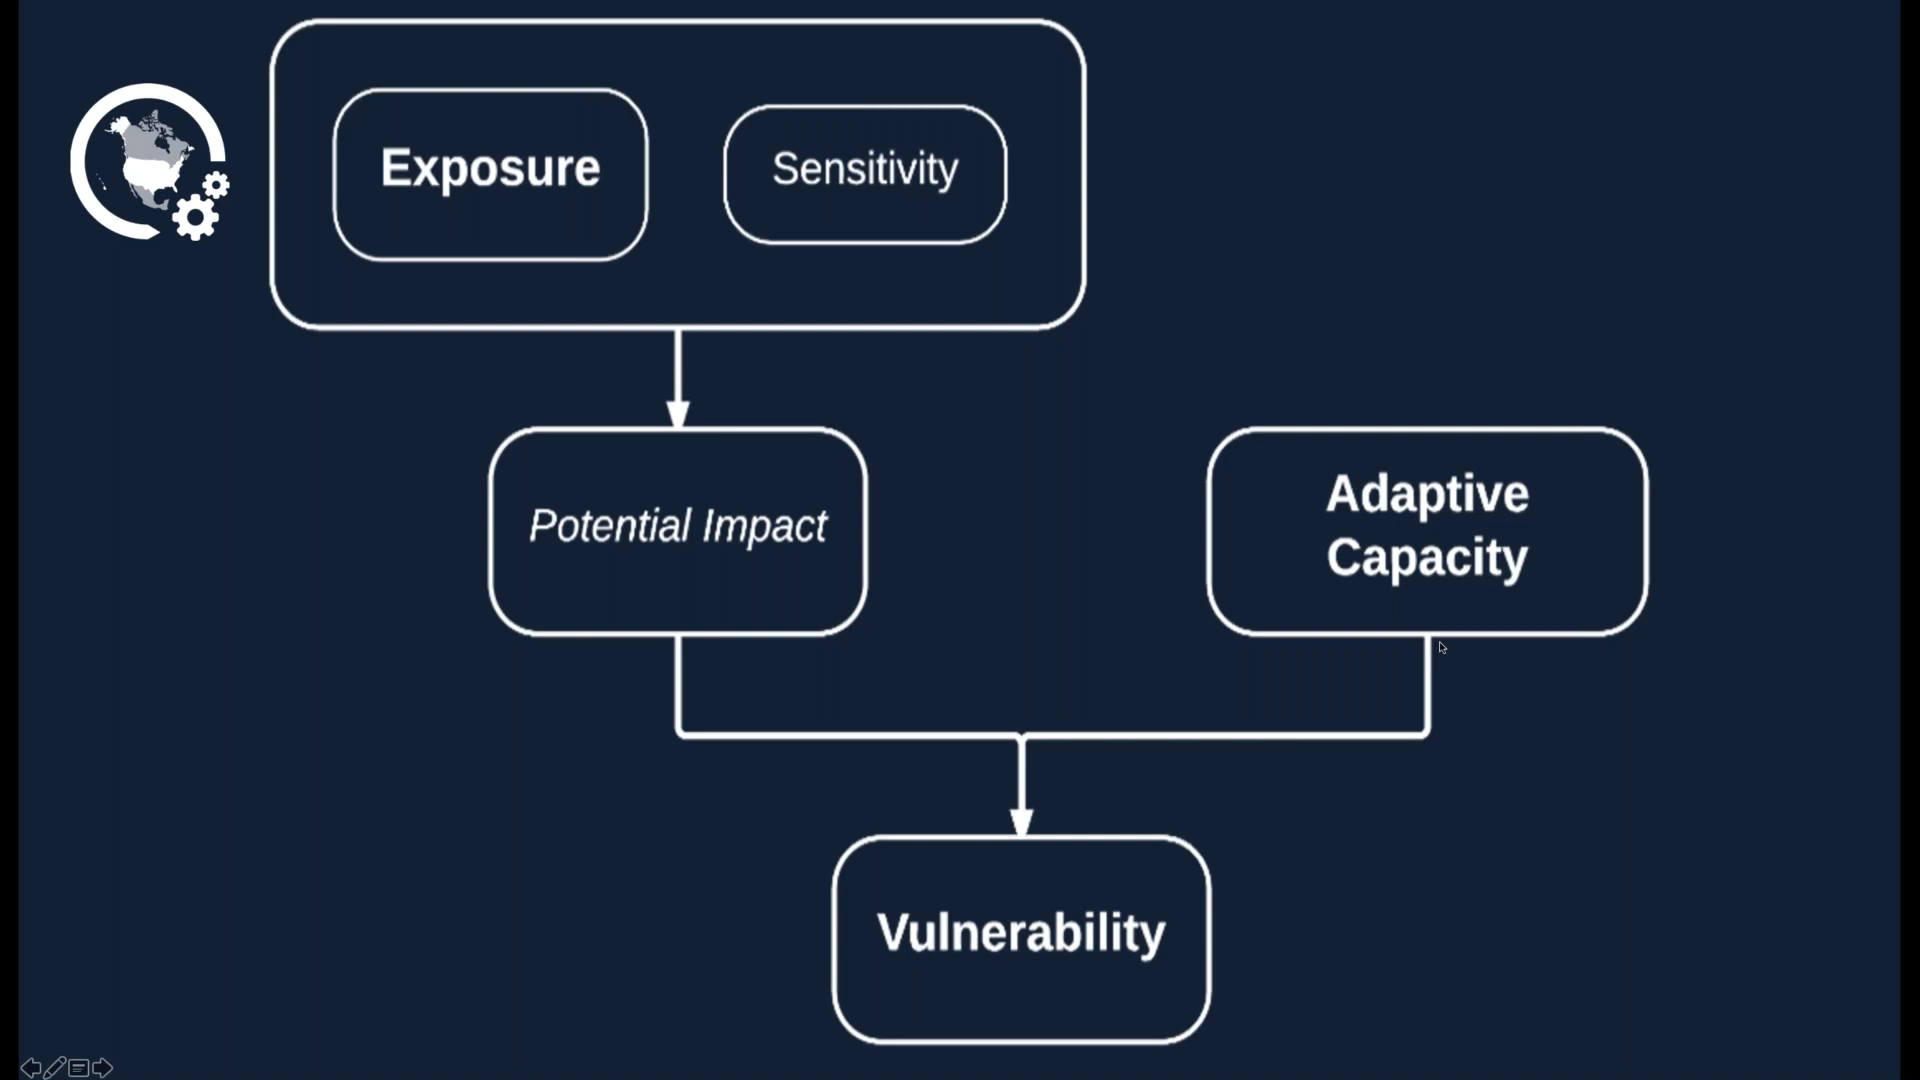 Exposure
Sensitivity
Potential Impact
Adaptive
Capacity
Vulnerability